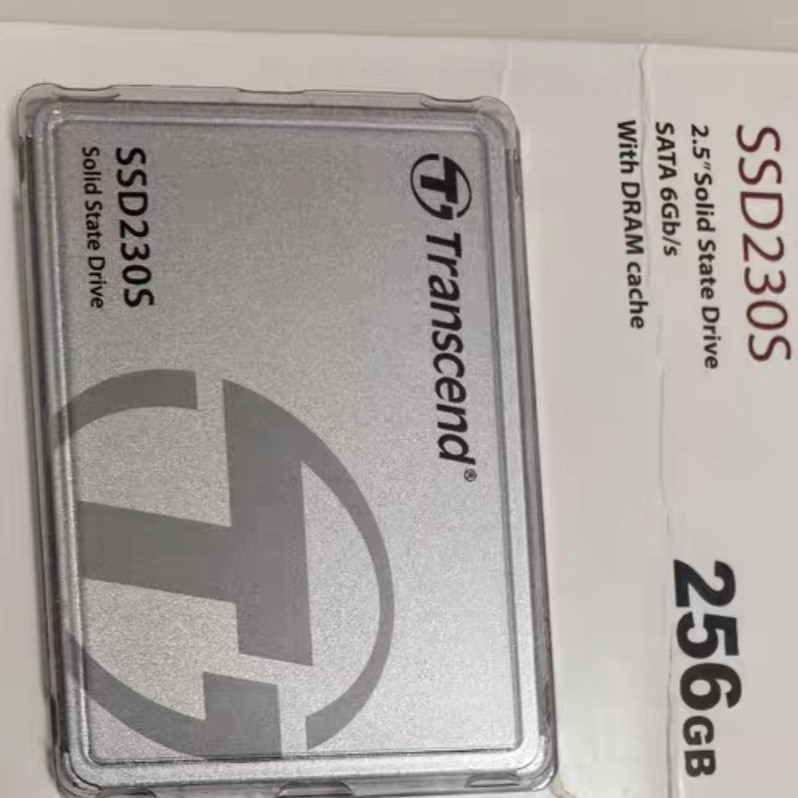 SSD230S
2.5" Solid State Drive
SATA 6Gb/s
With DRAM cache
256GB
Transcend®
SSD230S
Solid State Drive